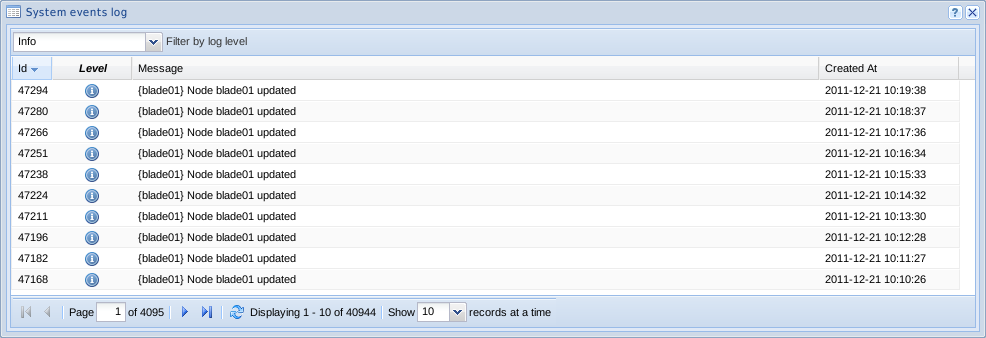 System events log
Info Filter by log level
Id Level Message Created At
47294 {blade01} Node blade01 updated 2011-12-21 10:19:38
47280 {blade01} Node blade01 updated 2011-12-21 10:18:37
47266 {blade01} Node blade01 updated 2011-12-21 10:17:36
47251 {blade01} Node blade01 updated 2011-12-21 10:16:34
47238 {blade01} Node blade01 updated 2011-12-21 10:15:33
47224 {blade01} Node blade01 updated 2011-12-21 10:14:32
47211 {blade01} Node blade01 updated 2011-12-21 10:13:30
47196 {blade01} Node blade01 updated 2011-12-21 10:12:28
47182 {blade01} Node blade01 updated 2011-12-21 10:11:27
47168 {blade01} Node blade01 updated 2011-12-21 10:10:26
Page 1 of 4095 Displaying 1 - 10 of 40944 Show 10 records at a time